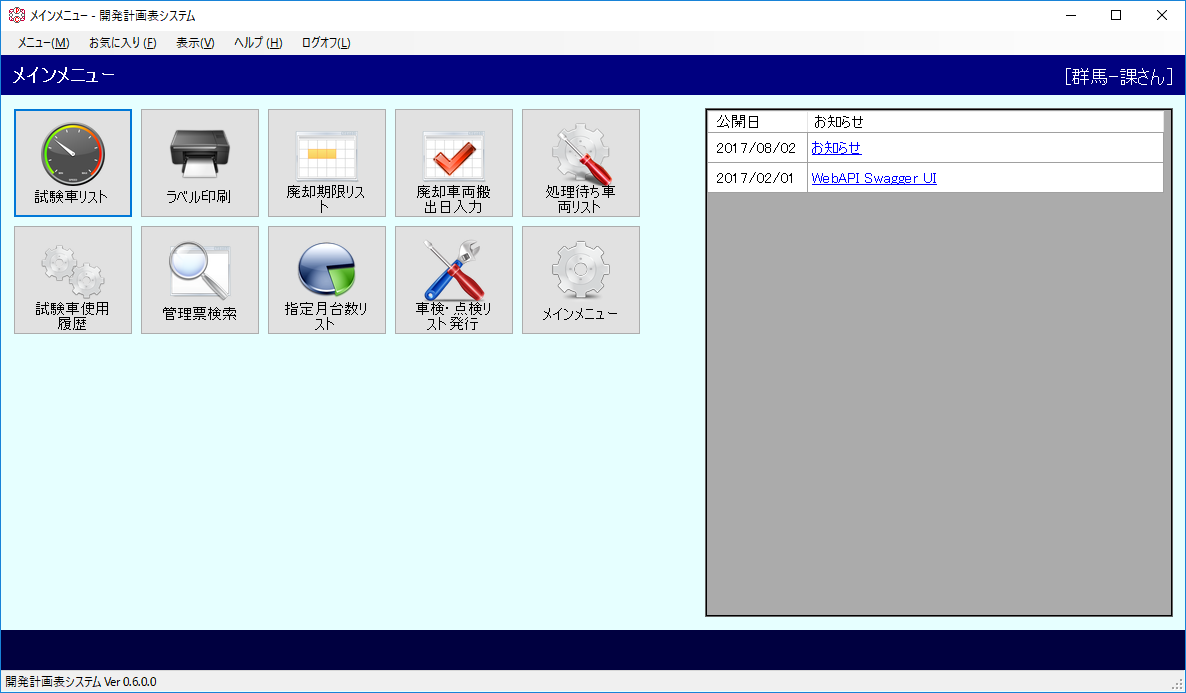 メインメニュー - 開発計画表システム
メニュー(M) お気に入り(F) 表示(V) ヘルプ(H) ログオフ(L)
メインメニュー
[群馬-課さん]
試験車リスト
ラベル印刷
廃却期限リス
ト
廃却車両搬
出日入力
処理待ち車
両リスト
試験車使用
履歴
管理票検索
指定月台数リ
スト
車検・点検リ
スト発行
メインメニュー
公開日 お知らせ
2017/08/02 お知らせ
2017/02/01 WebAPI Swagger UI
開発計画表システム Ver 0.6.0.0